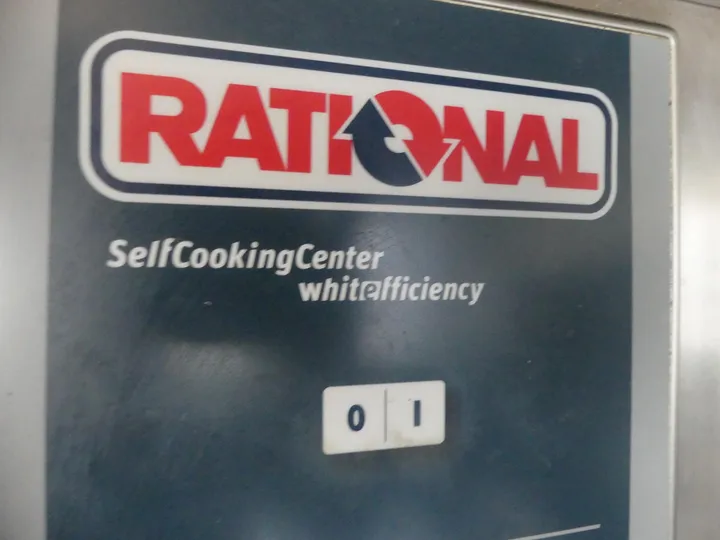 RATIONAL
SelfCookingCenter
whitefficiency
0 I